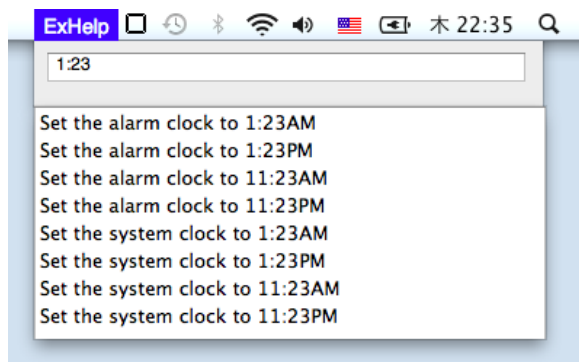 ExHelp 木 22:35
1:23
Set the alarm clock to 1:23AM
Set the alarm clock to 1:23PM
Set the alarm clock to 11:23AM
Set the alarm clock to 11:23PM
Set the system clock to 1:23AM
Set the system clock to 1:23PM
Set the system clock to 11:23AM
Set the system clock to 11:23PM